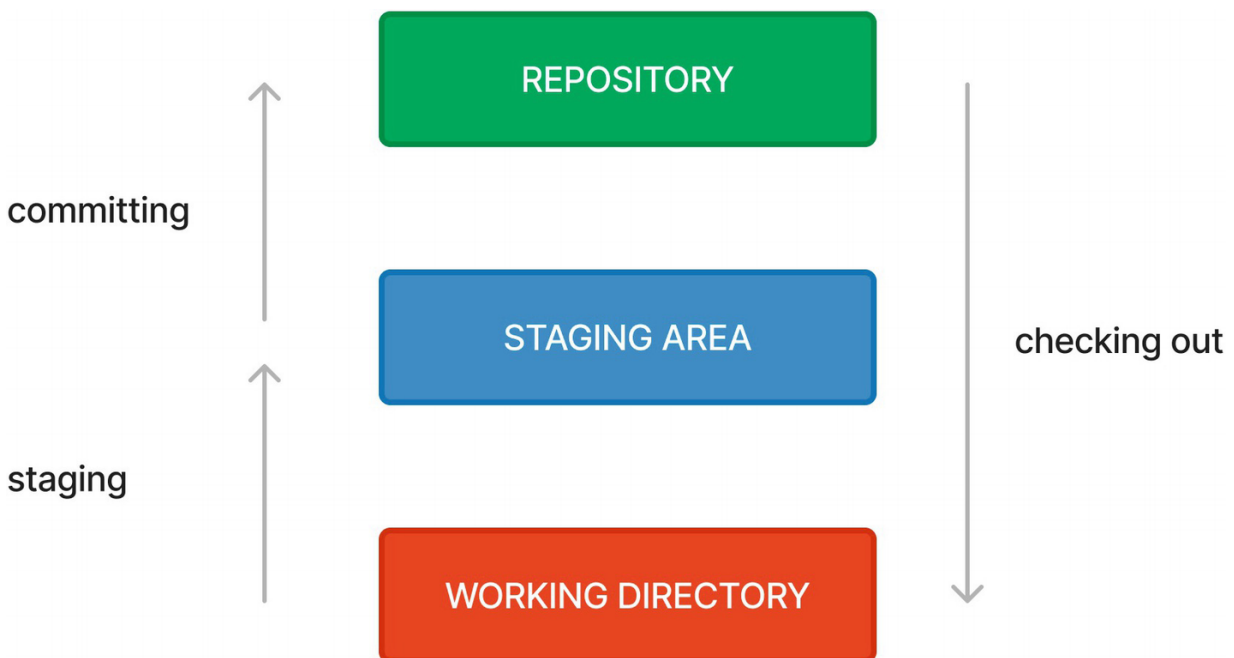 REPOSITORY
committing
STAGING AREA
checking out
staging
WORKING DIRECTORY